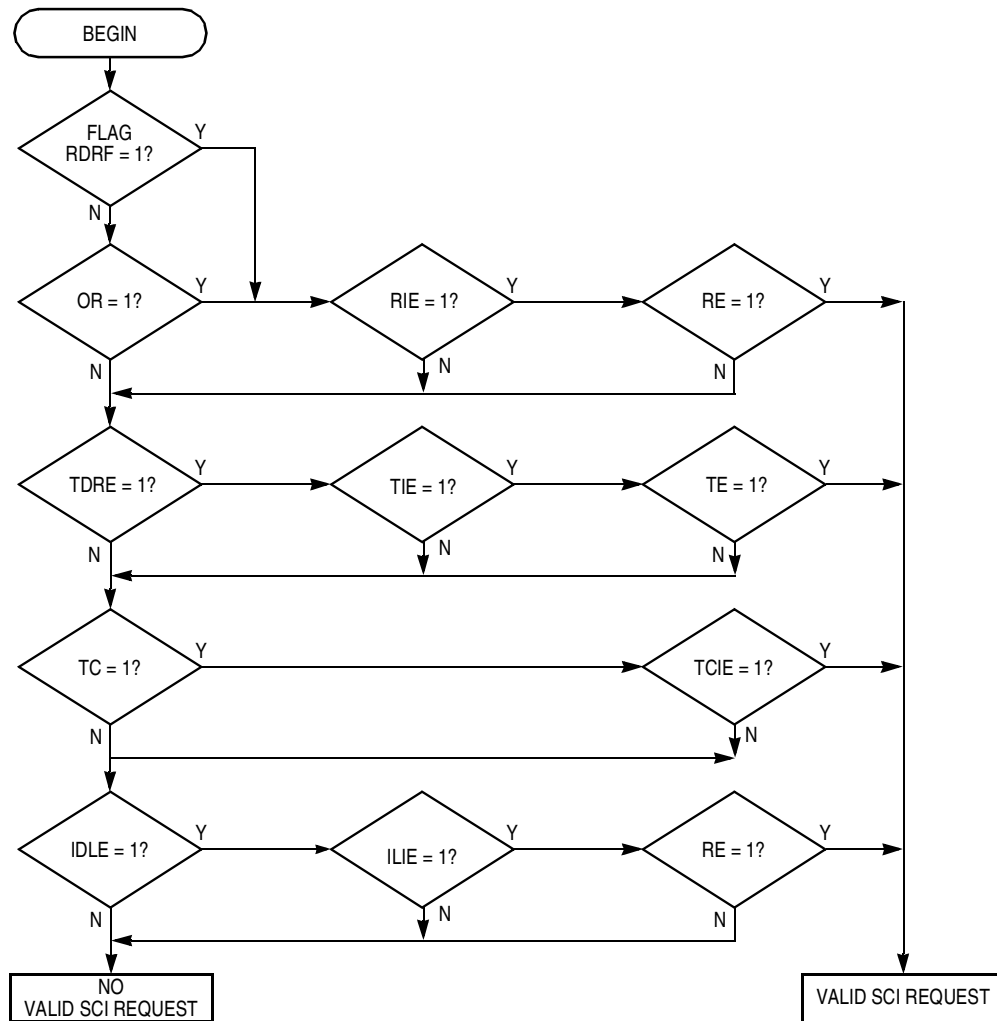 BEGIN
FLAG
RDRF = 1?
Y
N
OR = 1?
Y
RIE = 1?
Y
RE = 1?
Y
N
N
N
TDRE = 1?
Y
TIE = 1?
Y
TE = 1?
Y
N
N
N
TC = 1?
Y
TCIE = 1?
Y
N
N
IDLE = 1?
Y
ILIE = 1?
Y
RE = 1?
Y
N
N
N
NO
VALID SCI REQUEST
VALID SCI REQUEST